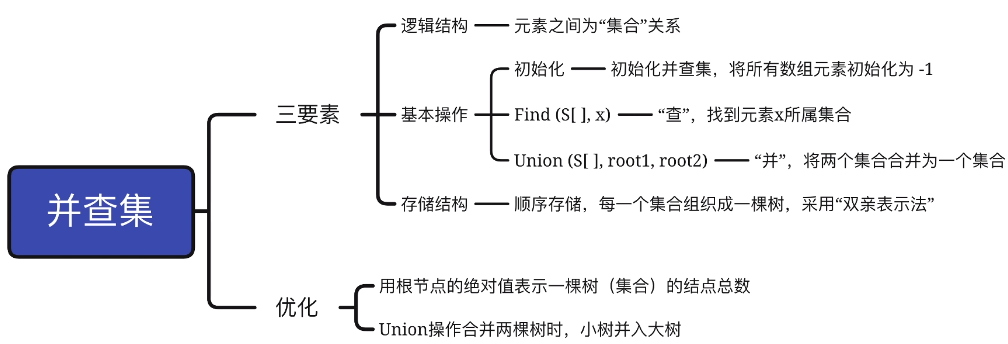 并查集
三要素
逻辑结构
元素之间为“集合”关系
基本操作
初始化
初始化并查集，将所有数组元素初始化为 -1
Find (S[ ], x)
“查”，找到元素x所属集合
Union (S[ ], root1, root2)
“并”，将两个集合合并为一个集合
存储结构
顺序存储，每一个集合组织成一棵树，采用“双亲表示法”
优化
用根节点的绝对值表示一棵树（集合）的结点总数
Union操作合并两棵树时，小树并入大树